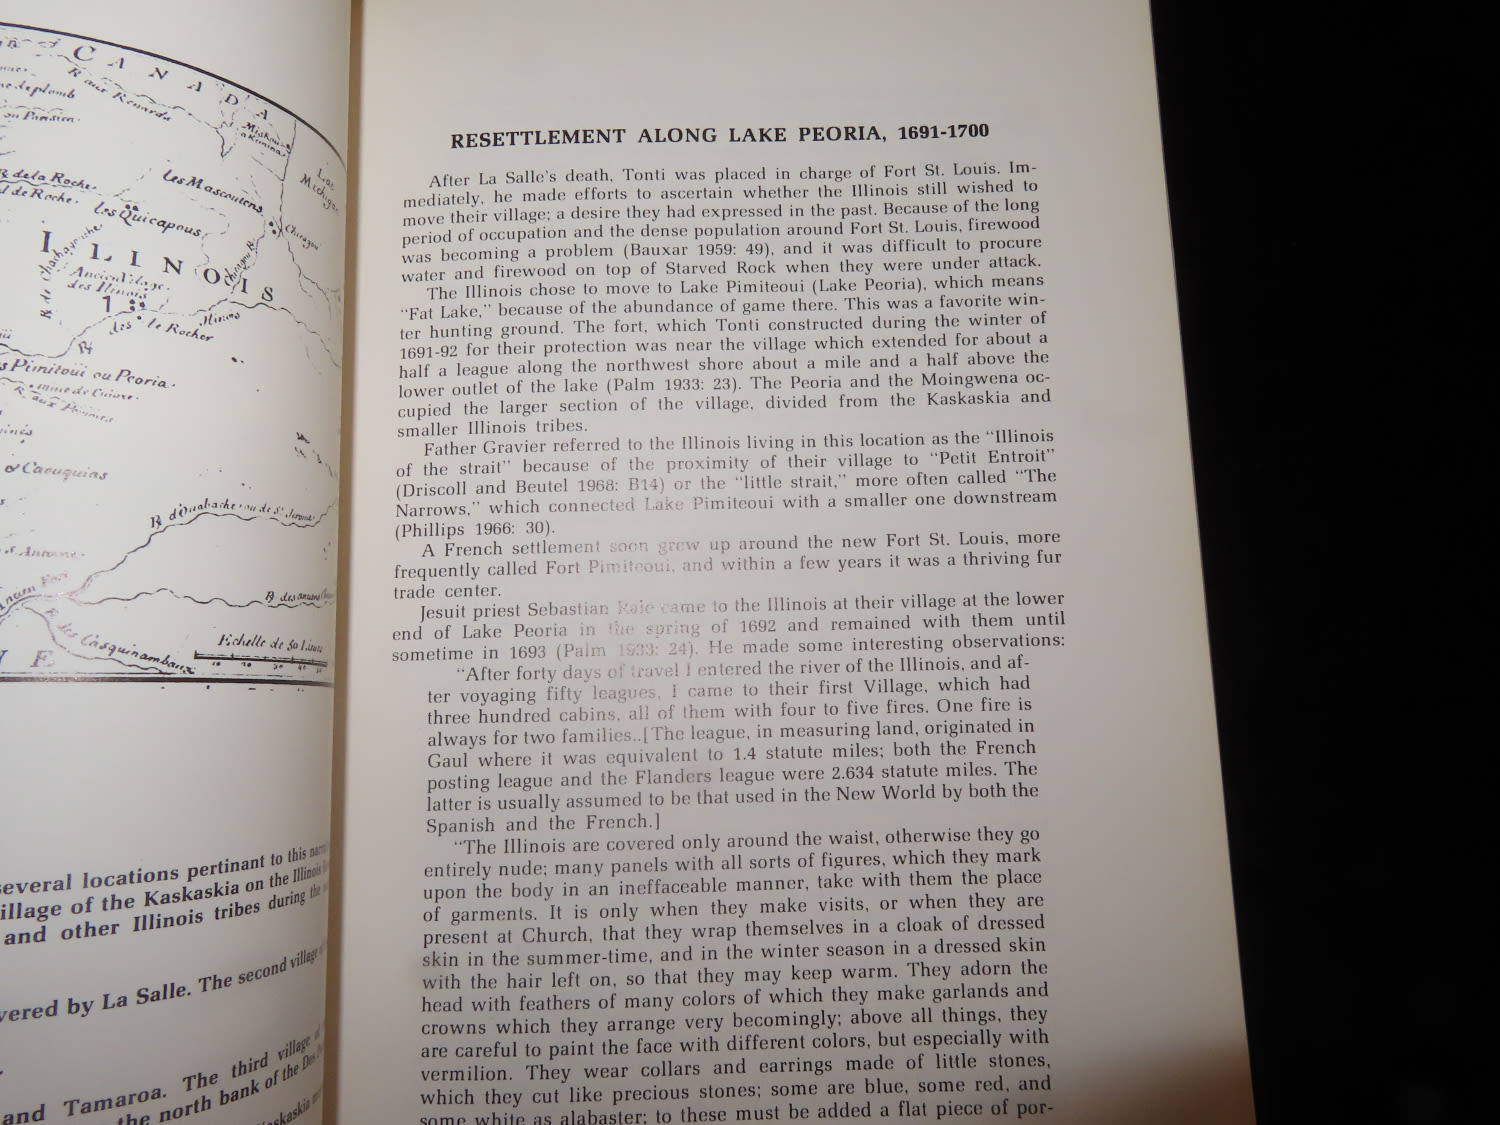 CANADA
R. aux Renards
Miskou-
akimina
Lac
Michigan
les Mascoutens
de la Roche.
de Roche.
les Quicapous
Chicagou
ILLINOIS
Ancien Village
des Ilinois
1
le Rocher
Ilinois
R.
Pimitoui ou Peoria.
mine de Cuivre.
R. aux
Caouquias
R. d'Ouabache ou de St. Jerome
R. des anciens
des Casquinambaux
Echelle de 50 Lieues
10 20 30 40 50
several locations pertinant to this
village of the Kaskaskia on the Illinois
and other Illinois tribes during the
vered by La Salle. The second village
and Tamaroa. The third village
the north bank of the Des
Kaskaskia
RESETTLEMENT ALONG LAKE PEORIA, 1691-1700
After La Salle's death, Tonti was placed in charge of Fort St. Louis. Im-
mediately, he made efforts to ascertain whether the Illinois still wished to
move their village; a desire they had expressed in the past. Because of the long
period of occupation and the dense population around Fort St. Louis, firewood
was becoming a problem (Bauxar 1959: 49), and it was difficult to procure
water and firewood on top of Starved Rock when they were under attack.
The Illinois chose to move to Lake Pimiteoui (Lake Peoria), which means
"Fat Lake," because of the abundance of game there. This was a favorite win-
ter hunting ground. The fort, which Tonti constructed during the winter of
1691-92 for their protection was near the village which extended for about a
half a league along the northwest shore about a mile and a half above the
lower outlet of the lake (Palm 1933: 23). The Peoria and the Moingwena oc-
cupied the larger section of the village, divided from the Kaskaskia and
smaller Illinois tribes.
Father Gravier referred to the Illinois living in this location as the "Illinois
of the strait" because of the proximity of their village to "Petit Entroit"
(Driscoll and Beutel 1968: B14) or the "little strait," more often called "The
Narrows," which connected Lake Pimiteoui with a smaller one downstream
(Phillips 1966: 30).
A French settlement soon grew up around the new Fort St. Louis, more
frequently called Fort Pimiteoui, and within a few years it was a thriving fur
trade center.
Jesuit priest Sebastian Rale came to the Illinois at their village at the lower
end of Lake Peoria in the spring of 1692 and remained with them until
sometime in 1693 (Palm 1933: 24). He made some interesting observations:
"After forty days of travel I entered the river of the Illinois, and af-
ter voyaging fifty leagues, I came to their first Village, which had
three hundred cabins, all of them with four to five fires. One fire is
always for two families..[The league, in measuring land, originated in
Gaul where it was equivalent to 1.4 statute miles; both the French
posting league and the Flanders league were 2.634 statute miles. The
latter is usually assumed to be that used in the New World by both the
Spanish and the French.]
"The Illinois are covered only around the waist, otherwise they go
entirely nude; many panels with all sorts of figures, which they mark
upon the body in an ineffaceable manner, take with them the place
of garments. It is only when they make visits, or when they are
present at Church, that they wrap themselves in a cloak of dressed
skin in the summer-time, and in the winter season in a dressed skin
with the hair left on, so that they may keep warm. They adorn the
head with feathers of many colors of which they make garlands and
crowns which they arrange very becomingly; above all things, they
are careful to paint the face with different colors, but especially with
vermilion. They wear collars and earrings made of little stones,
which they cut like precious stones; some are blue, some red, and
some white as alabaster; to these must be added a flat piece of por-